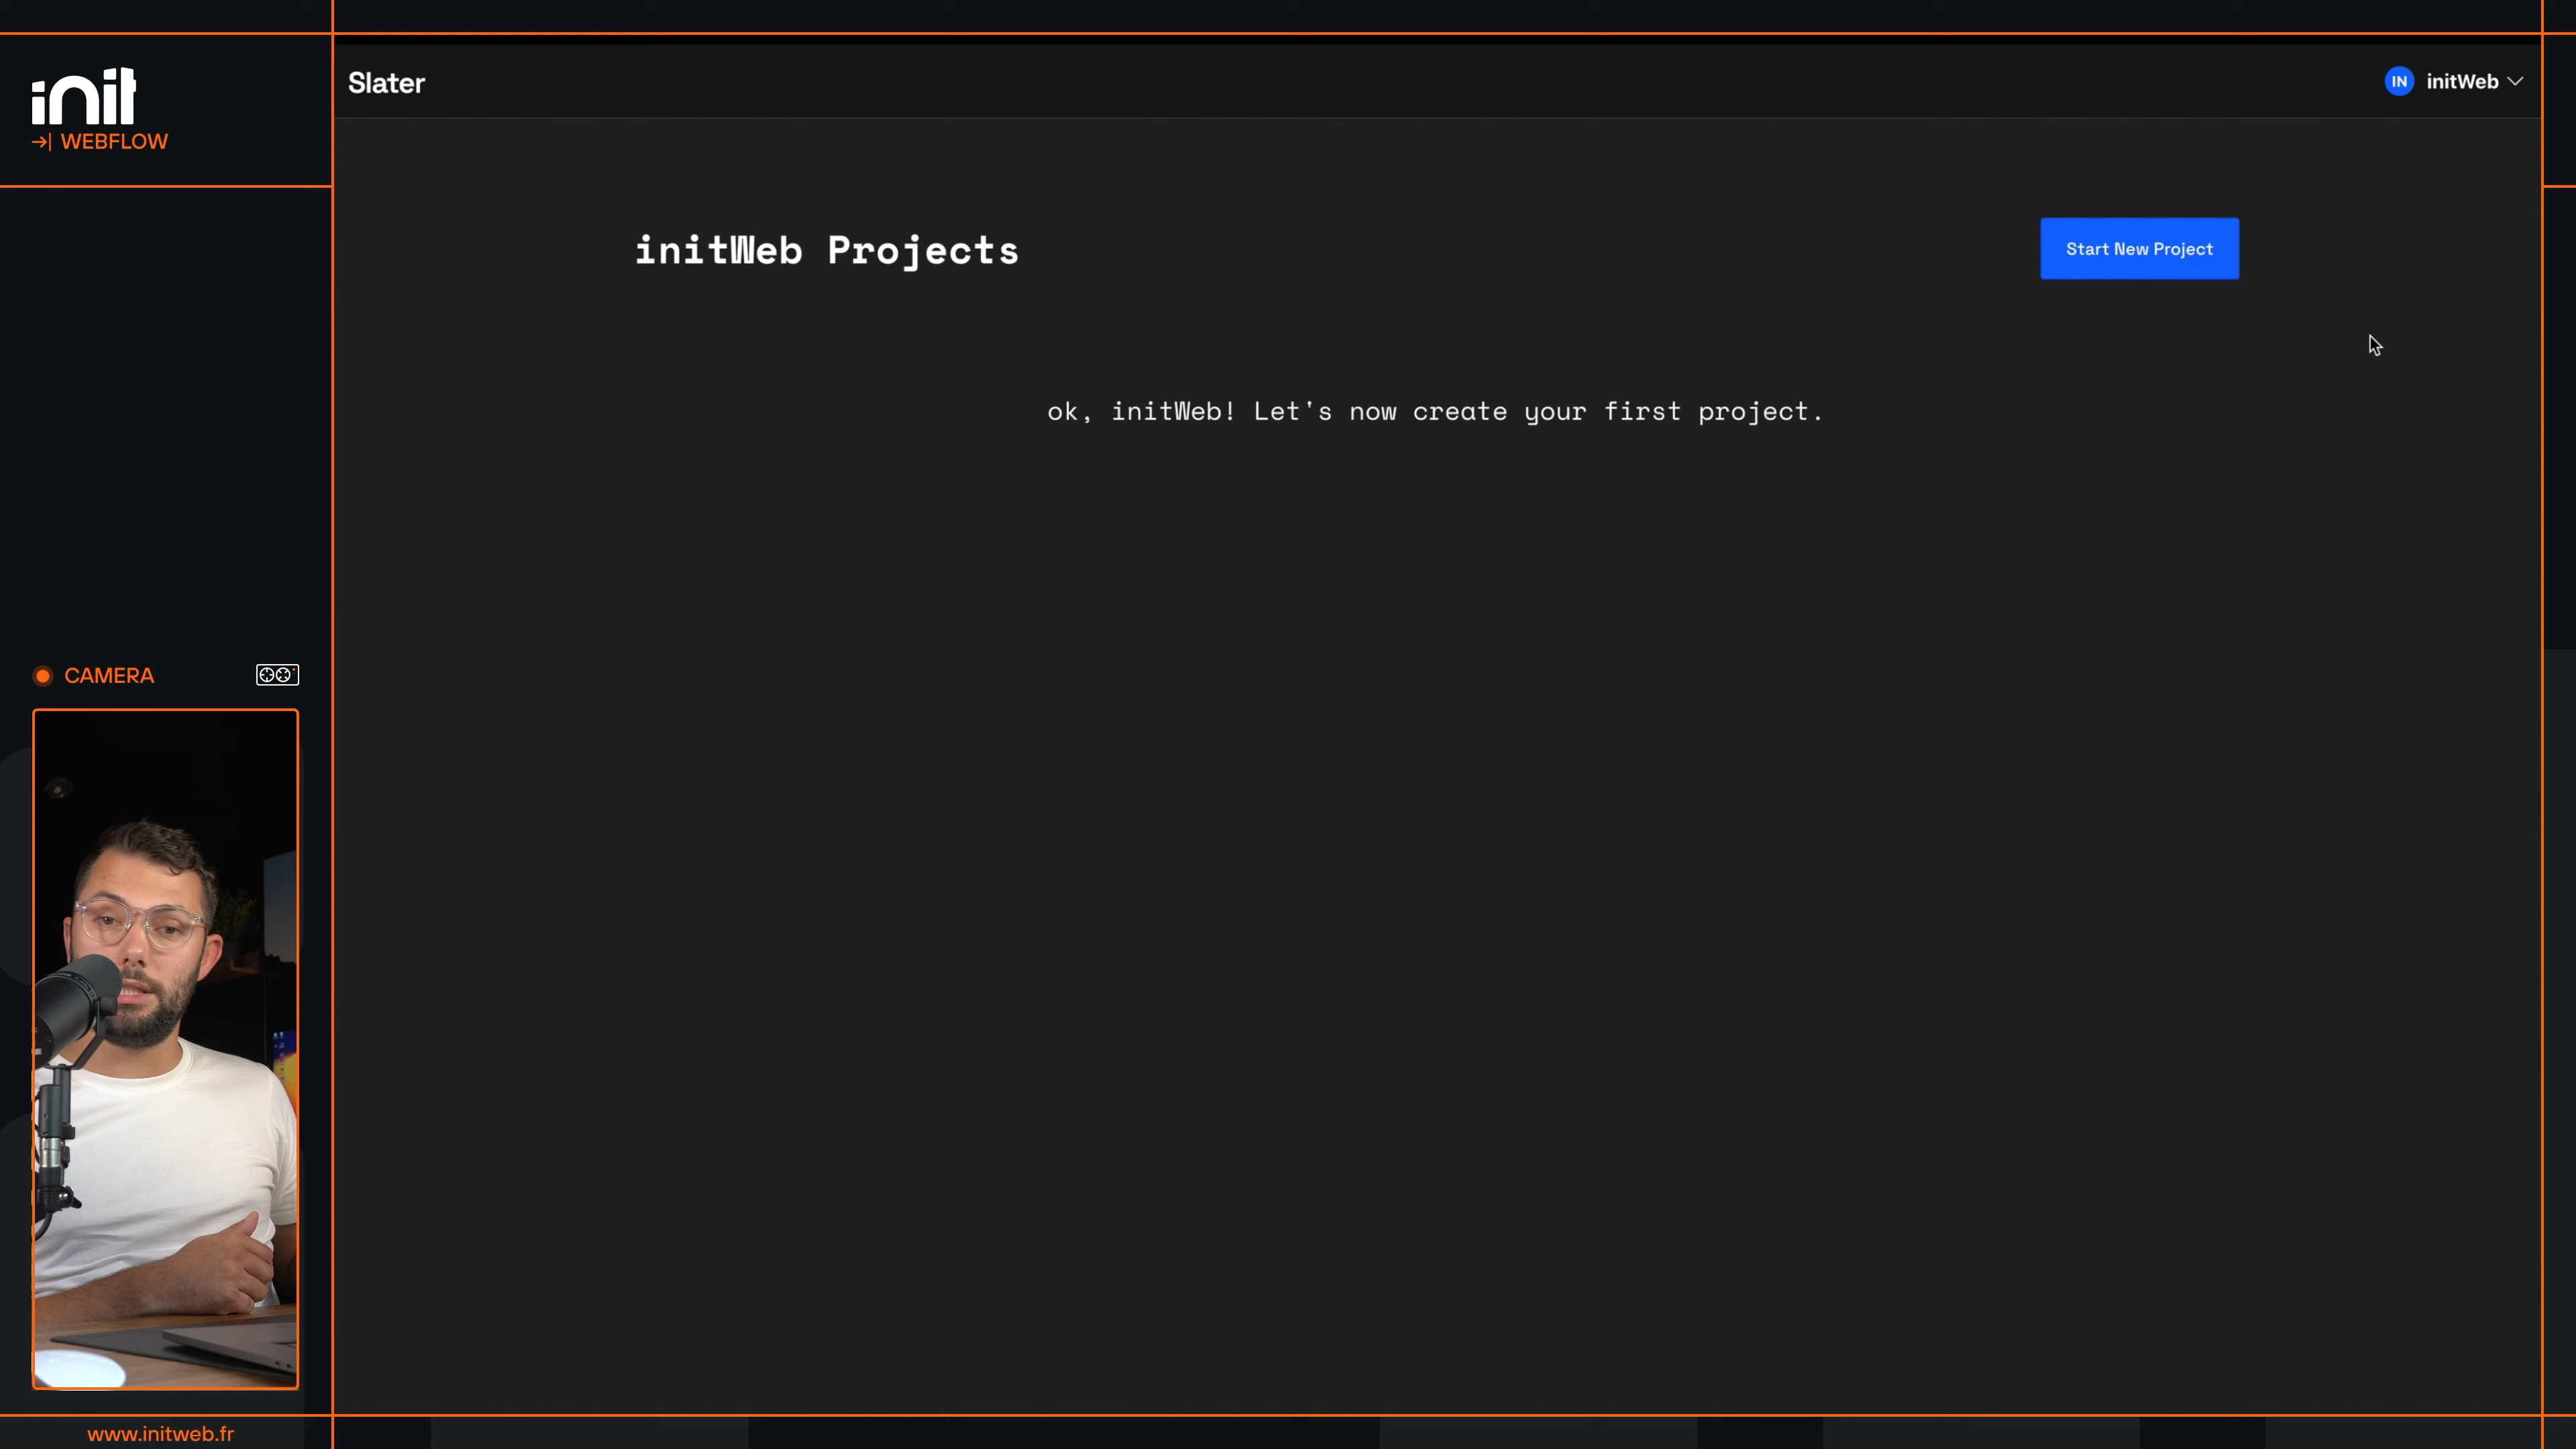 init
WEBFLOW
Slater
IN initWeb
initWeb Projects
Start New Project
ok, initWeb! Let's now create your first project.
CAMERA
www.initweb.fr